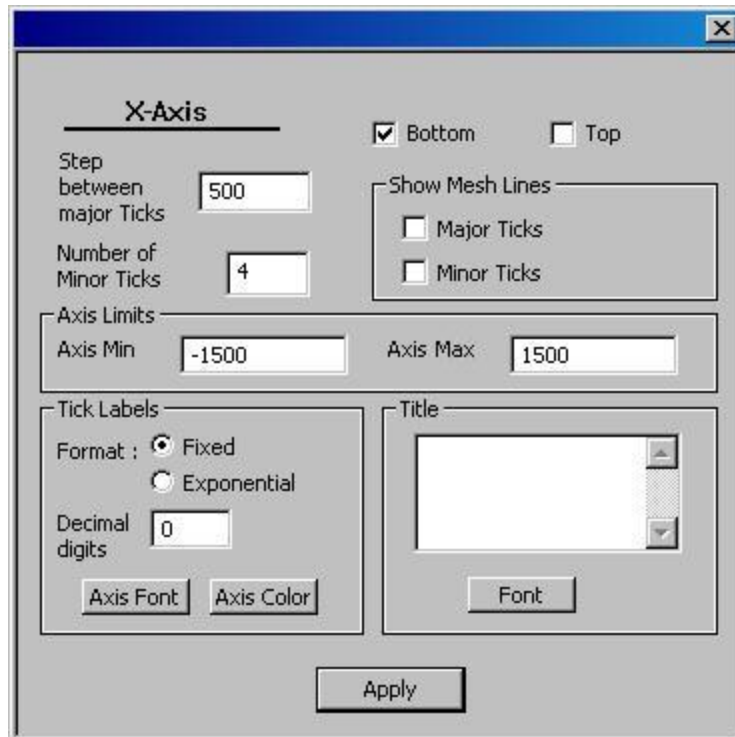 X-Axis
Bottom
Top
Step
between
major Ticks
500
Show Mesh Lines
Major Ticks
Number of
Minor Ticks
4
Minor Ticks
Axis Limits
Axis Min
-1500
Axis Max
1500
Tick Labels
Format :
Fixed
Exponential
Decimal
digits
0
Axis Font
Axis Color
Title
Font
Apply